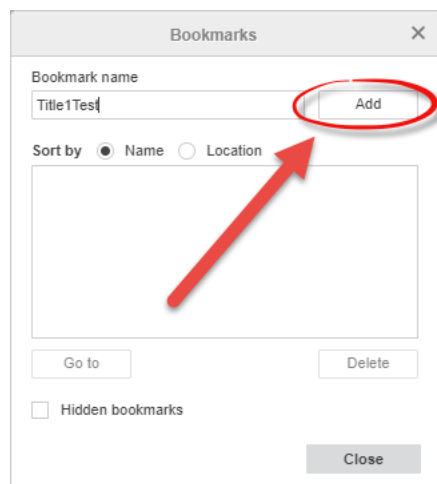 Bookmarks
Bookmark name
Title1Test
Add
Sort by Name Location
Go to Delete
Hidden bookmarks
Close